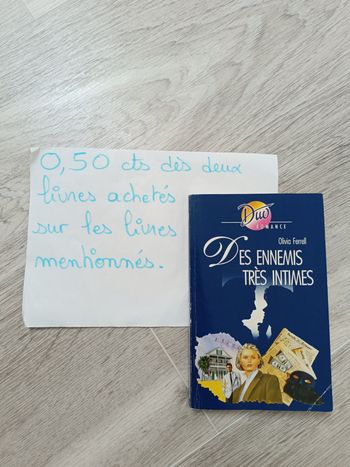 0,50 cts dès deux
livres achetés
sur les livres
mentionnés.
Duo
ROMANCE
Olivia Ferrell
DES ENNEMIS
TRÈS INTIMES